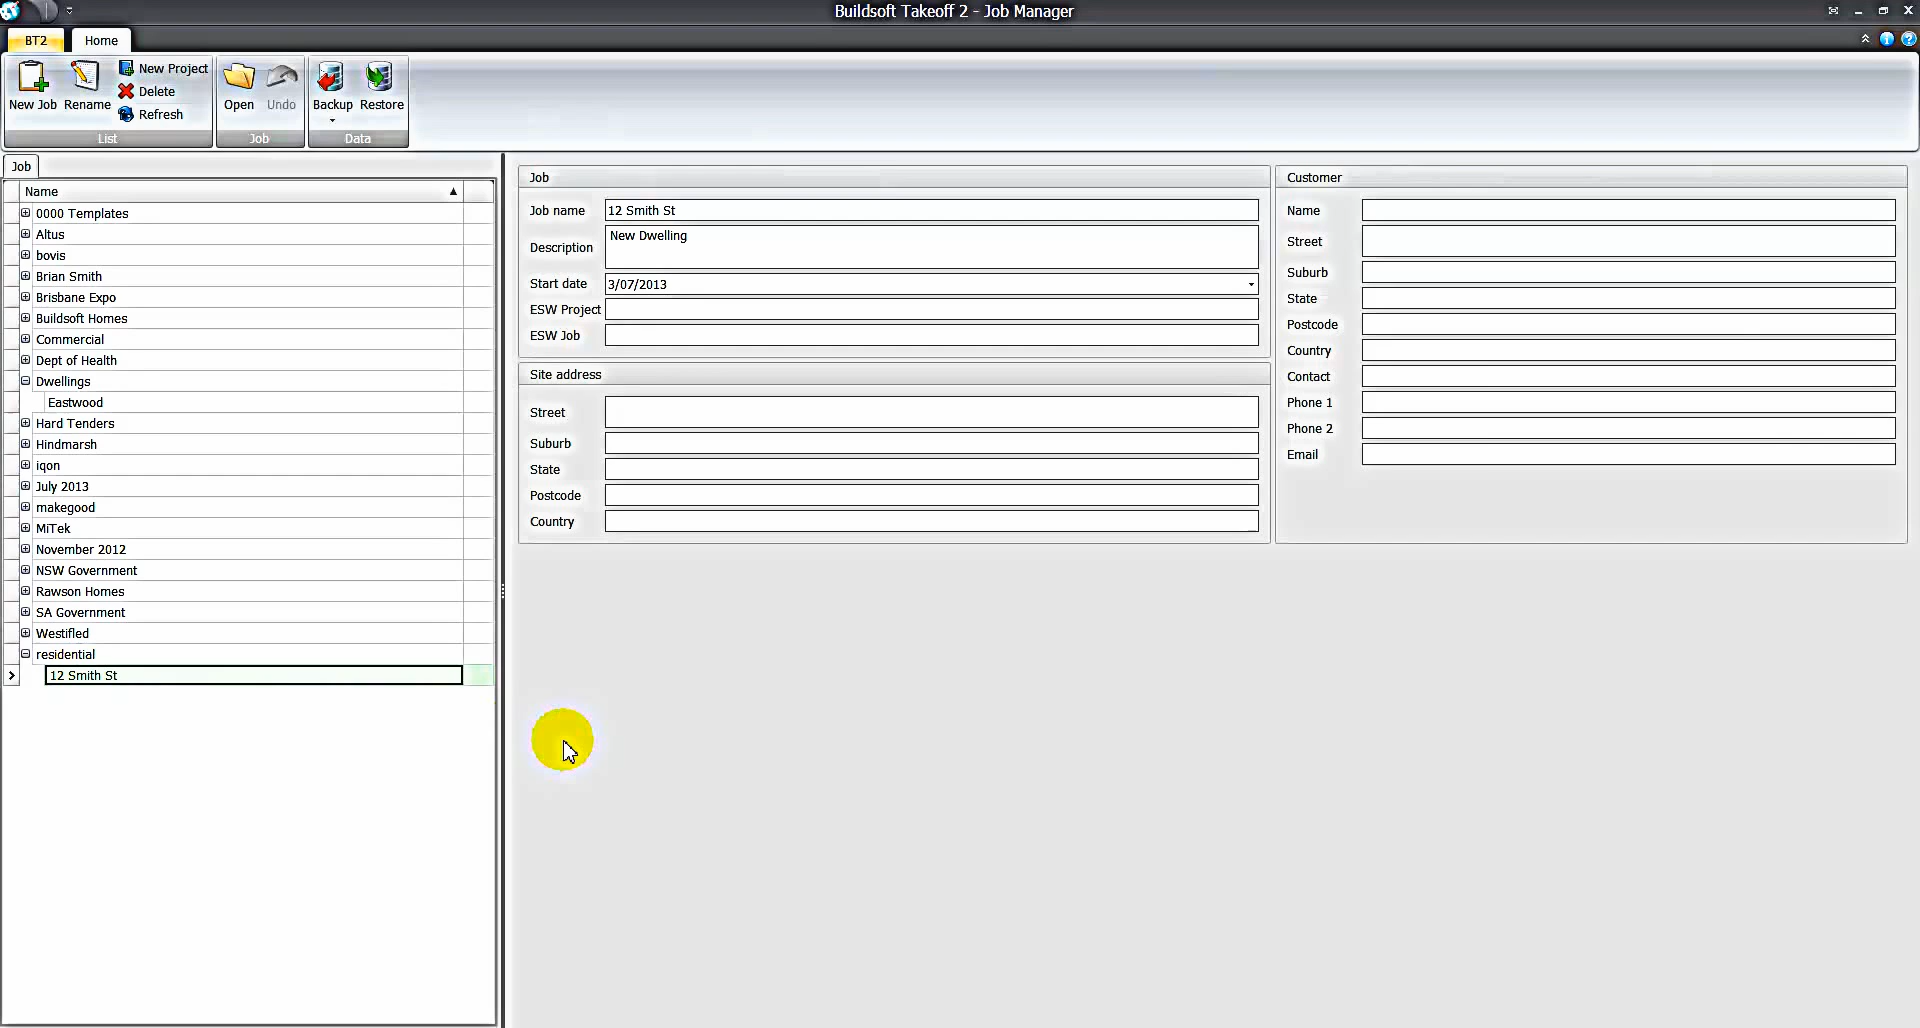 Buildsoft Takeoff 2 - Job Manager
BT2
Home
New Job
Rename
New Project
Delete
Refresh
List
Open
Undo
Job
Backup
Restore
Data
Job
Name
0000 Templates
Altus
bovis
Brian Smith
Brisbane Expo
Buildsoft Homes
Commercial
Dept of Health
Dwellings
Eastwood
Hard Tenders
Hindmarsh
iqon
July 2013
makegood
MiTek
November 2012
NSW Government
Rawson Homes
SA Government
Westifled
residential
12 Smith St
Job
Job name 12 Smith St
Description New Dwelling
Start date 3/07/2013
ESW Project
ESW Job
Site address
Street
Suburb
State
Postcode
Country
Customer
Name
Street
Suburb
State
Postcode
Country
Contact
Phone 1
Phone 2
Email